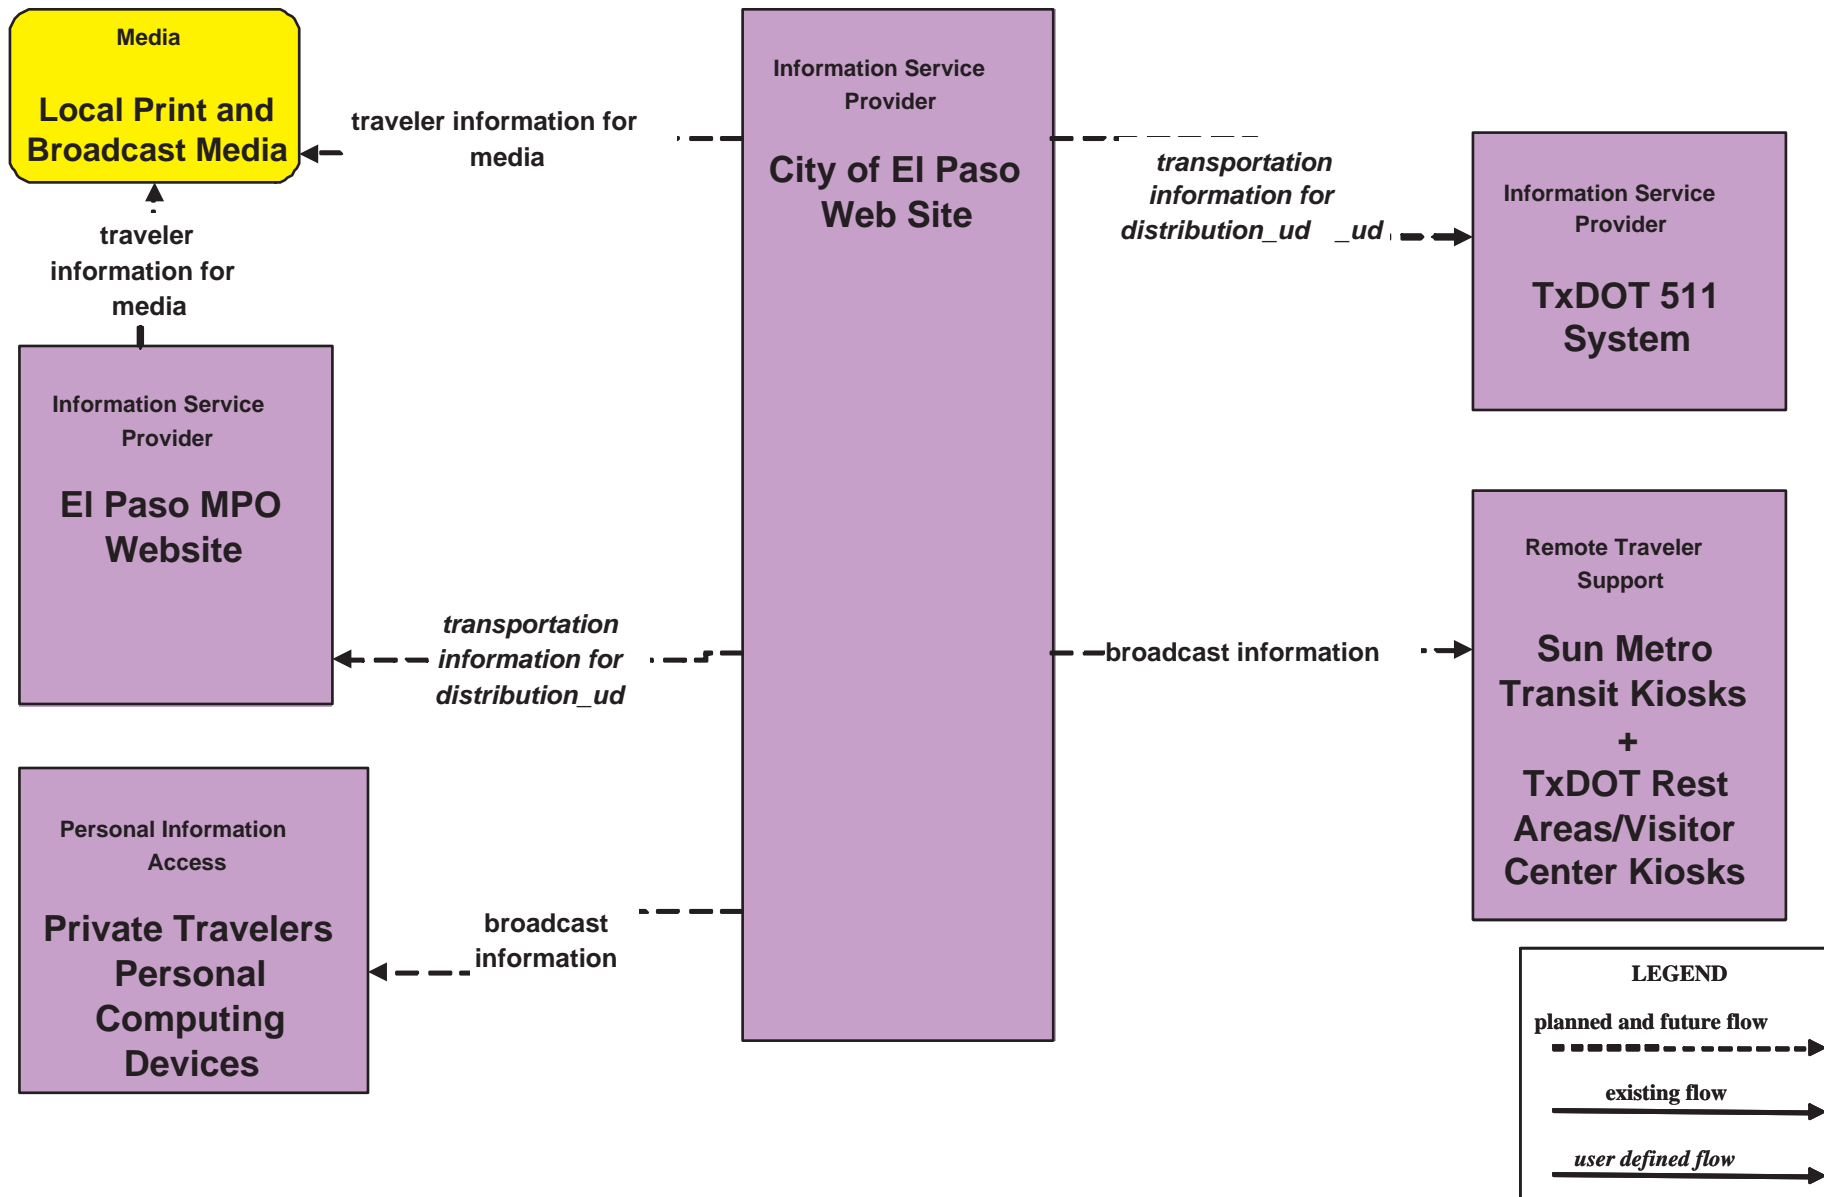 Media
Local Print and
Broadcast Media
traveler information for
media
traveler
information for
media
Information Service
Provider
El Paso MPO
Website
transportation
information for
distribution_ud
Personal Information
Access
Private Travelers
Personal
Computing
Devices
broadcast
information
Information Service
Provider
City of El Paso
Web Site
transportation
information for
distribution_ud _ud
Information Service
Provider
TxDOT 511
System
broadcast information
Remote Traveler
Support
Sun Metro
Transit Kiosks
+
TxDOT Rest
Areas/Visitor
Center Kiosks
LEGEND
planned and future flow
existing flow
user defined flow